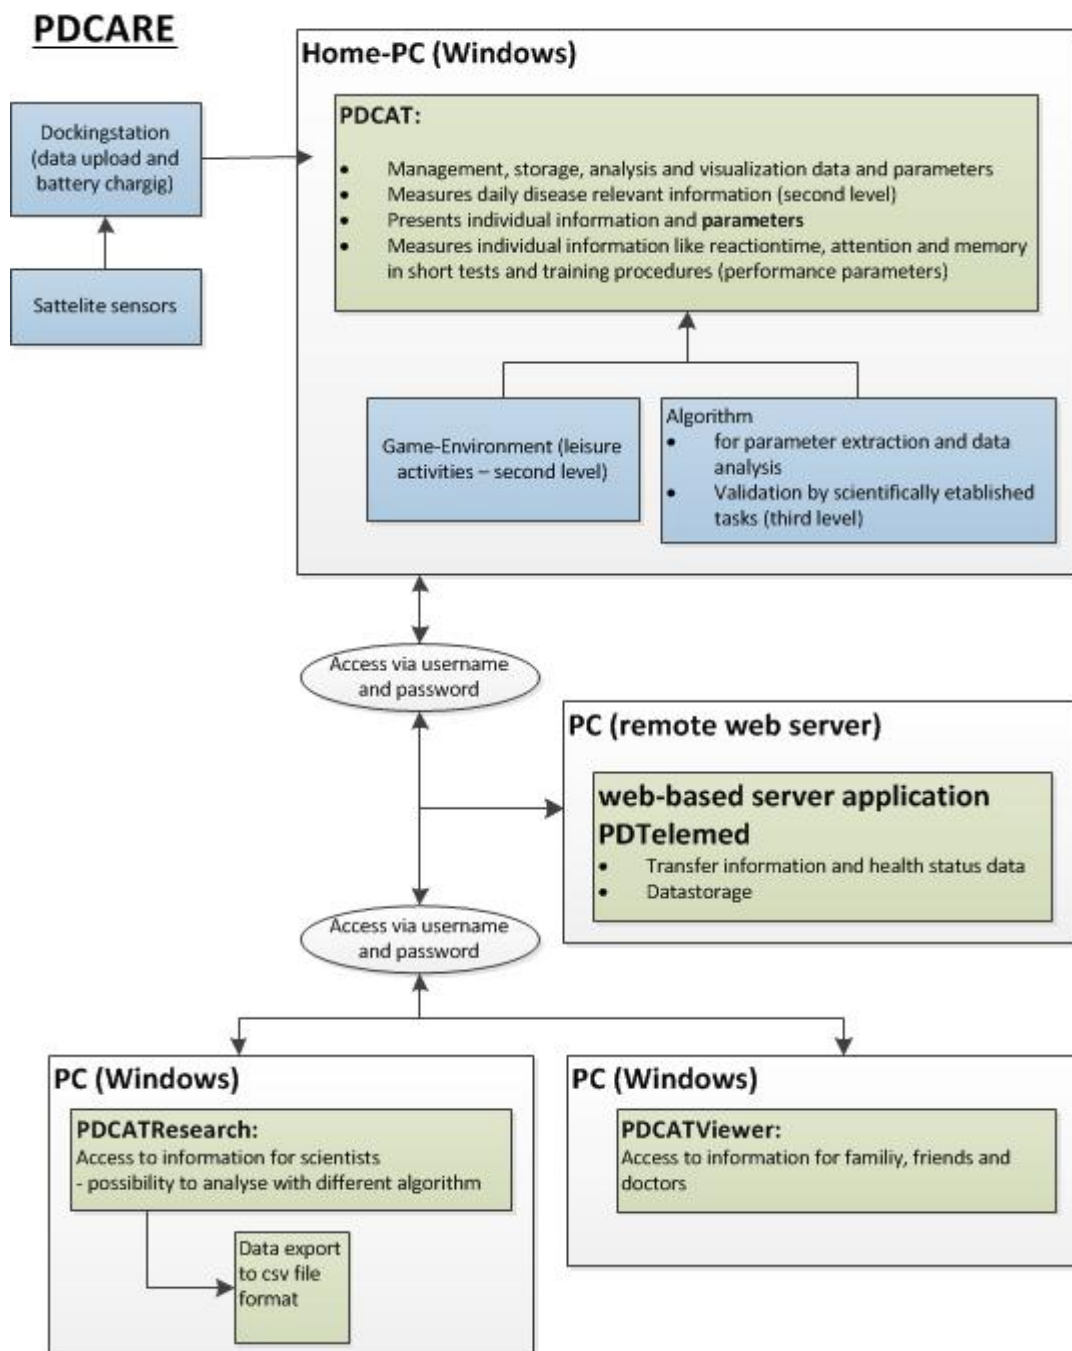 PDCARE
Home-PC (Windows)
Dockingstation
(data upload and
battery chargig)
Sattelite sensors
PDCAT:
• Management, storage, analysis and visualization data and parameters
• Measures daily disease relevant information (second level)
• Presents individual information and parameters
• Measures individual information like reactiontime, attention and memory
in short tests and training procedures (performance parameters)
Game-Environment (leisure
activities – second level)
Algorithm
• for parameter extraction and data
analysis
• Validation by scientifically etablished
tasks (third level)
Access via username
and password
PC (remote web server)
web-based server application
PDTelemed
• Transfer information and health status data
• Datastorage
Access via username
and password
PC (Windows)
PDCATResearch:
Access to information for scientists
- possibility to analyse with different algorithm
Data export
to csv file
format
PC (Windows)
PDCATViewer:
Access to information for familiy, friends and
doctors